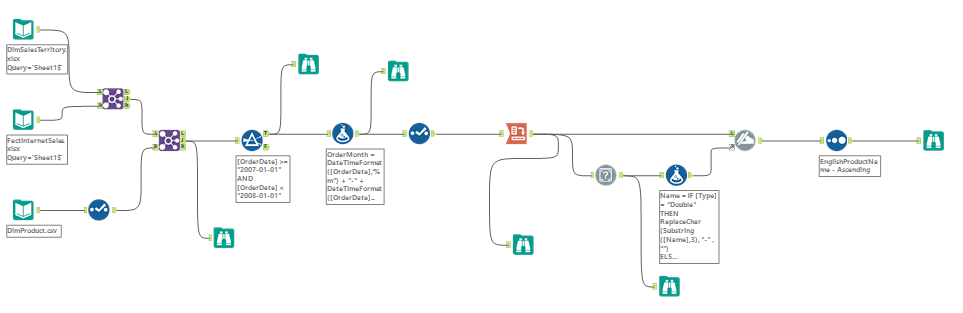 DimSalesTerritory.
xlsx
Query=`Sheet1$`
FactInternetSales.
xlsx
Query=`Sheet1$`
DimProduct.csv
[OrderDate] >=
"2007-01-01"
AND
[OrderDate] <
"2008-01-01"
OrderMonth =
DateTimeFormat
([OrderDate],"%
m") + "-" +
DateTimeFormat
([OrderDate]...
Name = IF [Type]
= "Double"
THEN
ReplaceChar
(Substring
([Name],3), "-" ,
"")
ELS...
EnglishProductNa
me - Ascending